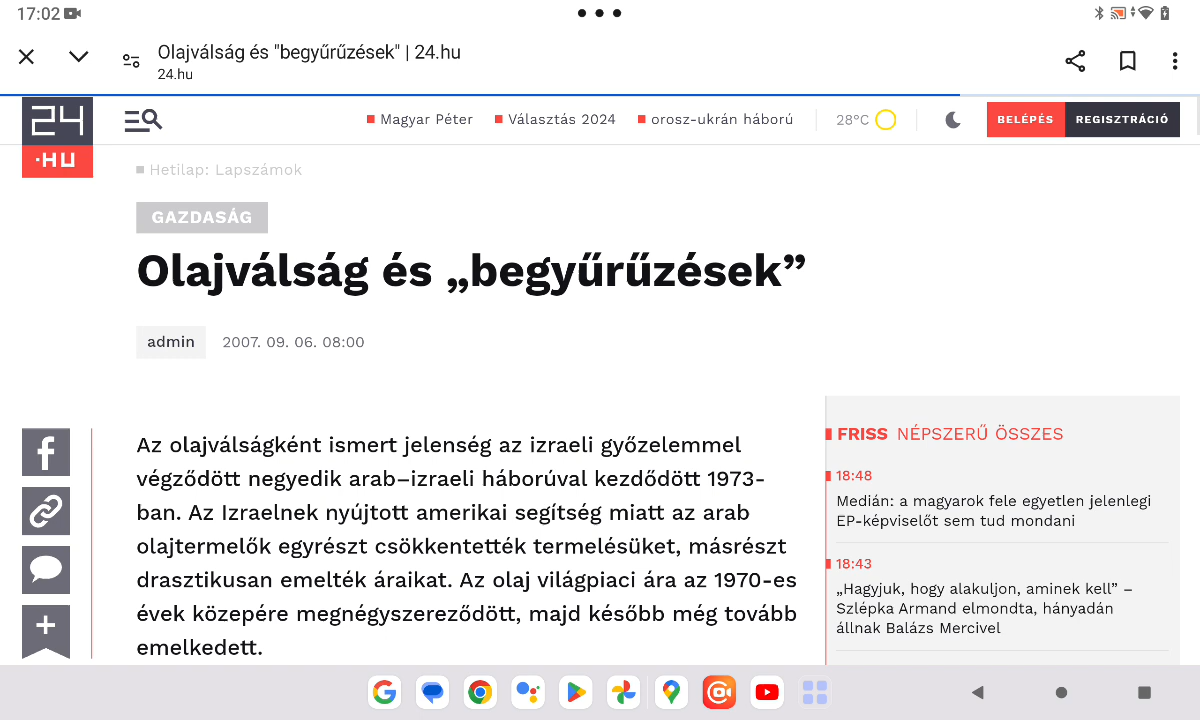 17:02
Olajválság és "begyűrűzések" | 24.hu
24.hu
24
.HU
Magyar Péter
Választás 2024
orosz-ukrán háború
28°C
BELÉPÉS
REGISZTRÁCIÓ
Hetilap: Lapszámok
GAZDASÁG
Olajválság és „begyűrűzések”
admin
2007. 09. 06. 08:00
Az olajválságként ismert jelenség az izraeli győzelemmel
végződött negyedik arab–izraeli háborúval kezdődött 1973-
ban. Az Izraelnek nyújtott amerikai segítség miatt az arab
olajtermelők egyrészt csökkentették termelésüket, másrészt
drasztikusan emelték áraikat. Az olaj világpiaci ára az 1970-es
évek közepére megnégyszereződött, majd később még tovább
emelkedett.
FRISS NÉPSZERŰ ÖSSZES
18:48
Medián: a magyarok fele egyetlen jelenlegi
EP-képviselőt sem tud mondani
18:43
„Hagyjuk, hogy alakuljon, aminek kell” –
Szlépka Armand elmondta, hányadán
állnak Balázs Mercivel